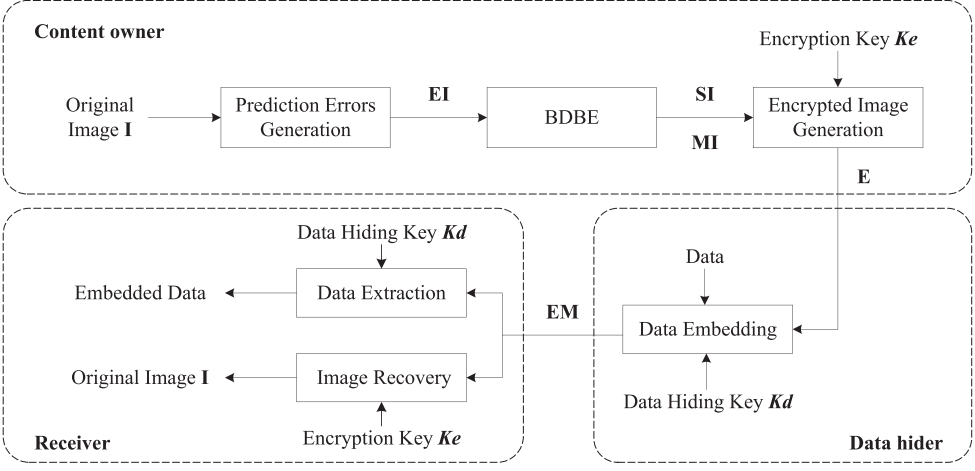 Content owner
Encryption Key Ke
Original
Image I
Prediction Errors
Generation
EI
BDBE
SI
MI
Encrypted Image
Generation
E
Data Hiding Key Kd
Embedded Data
Data Extraction
Original Image I
Image Recovery
Encryption Key Ke
Receiver
EM
Data
Data Embedding
Data Hiding Key Kd
Data hider